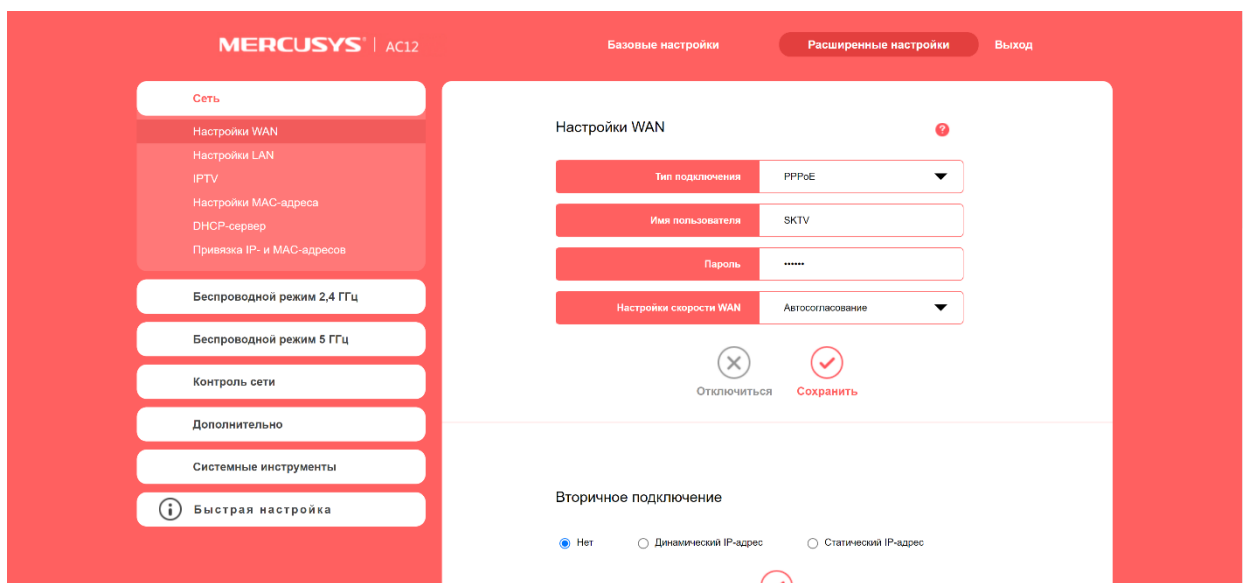 MERCUSYS | AC12
Базовые настройки
Расширенные настройки
Выход
Сеть
Настройки WAN
Настройки LAN
IPTV
Настройки MAC-адреса
DHCP-сервер
Привязка IP- и MAC-адресов
Беспроводной режим 2,4 ГГц
Беспроводной режим 5 ГГц
Контроль сети
Дополнительно
Системные инструменты
Быстрая настройка
Настройки WAN
?
Тип подключения PPPoE
Имя пользователя SKTV
Пароль ••••••
Настройки скорости WAN Автосогласование
Отключиться Сохранить
Вторичное подключение
Нет Динамический IP-адрес Статический IP-адрес